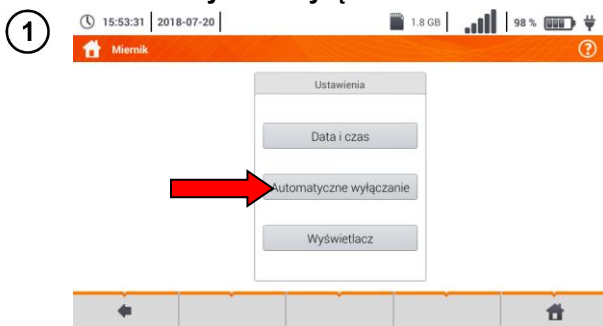 1
15:53:31 2018-07-20 1.8 GB 98 %
Miernik ?
Ustawienia
Data i czas
Automatyczne wyłączanie
Wyświetlacz